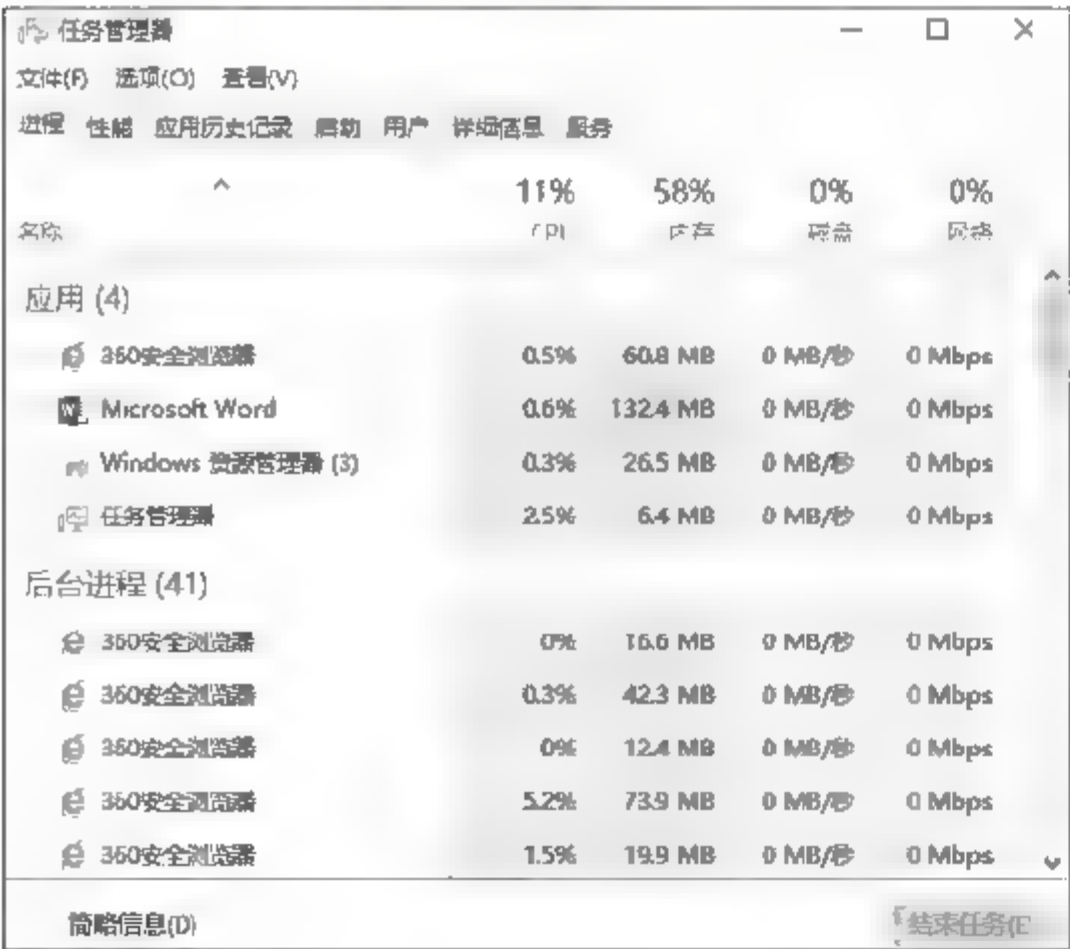 任务管理器
文件(F) 选项(O) 查看(V)
进程 性能 应用历史记录 启动 用户 详细信息 服务
11% 58% 0% 0%
名称 CPU 内存 磁盘 网络
应用 (4)
360安全浏览器 0.5% 60.8 MB 0 MB/秒 0 Mbps
Microsoft Word 0.6% 132.4 MB 0 MB/秒 0 Mbps
Windows 资源管理器 (3) 0.3% 26.5 MB 0 MB/秒 0 Mbps
任务管理器 2.5% 6.4 MB 0 MB/秒 0 Mbps
后台进程 (41)
360安全浏览器 0% 16.6 MB 0 MB/秒 0 Mbps
360安全浏览器 0.3% 42.3 MB 0 MB/秒 0 Mbps
360安全浏览器 0% 12.4 MB 0 MB/秒 0 Mbps
360安全浏览器 5.2% 73.9 MB 0 MB/秒 0 Mbps
360安全浏览器 1.5% 19.9 MB 0 MB/秒 0 Mbps
简略信息(D) 结束任务(E